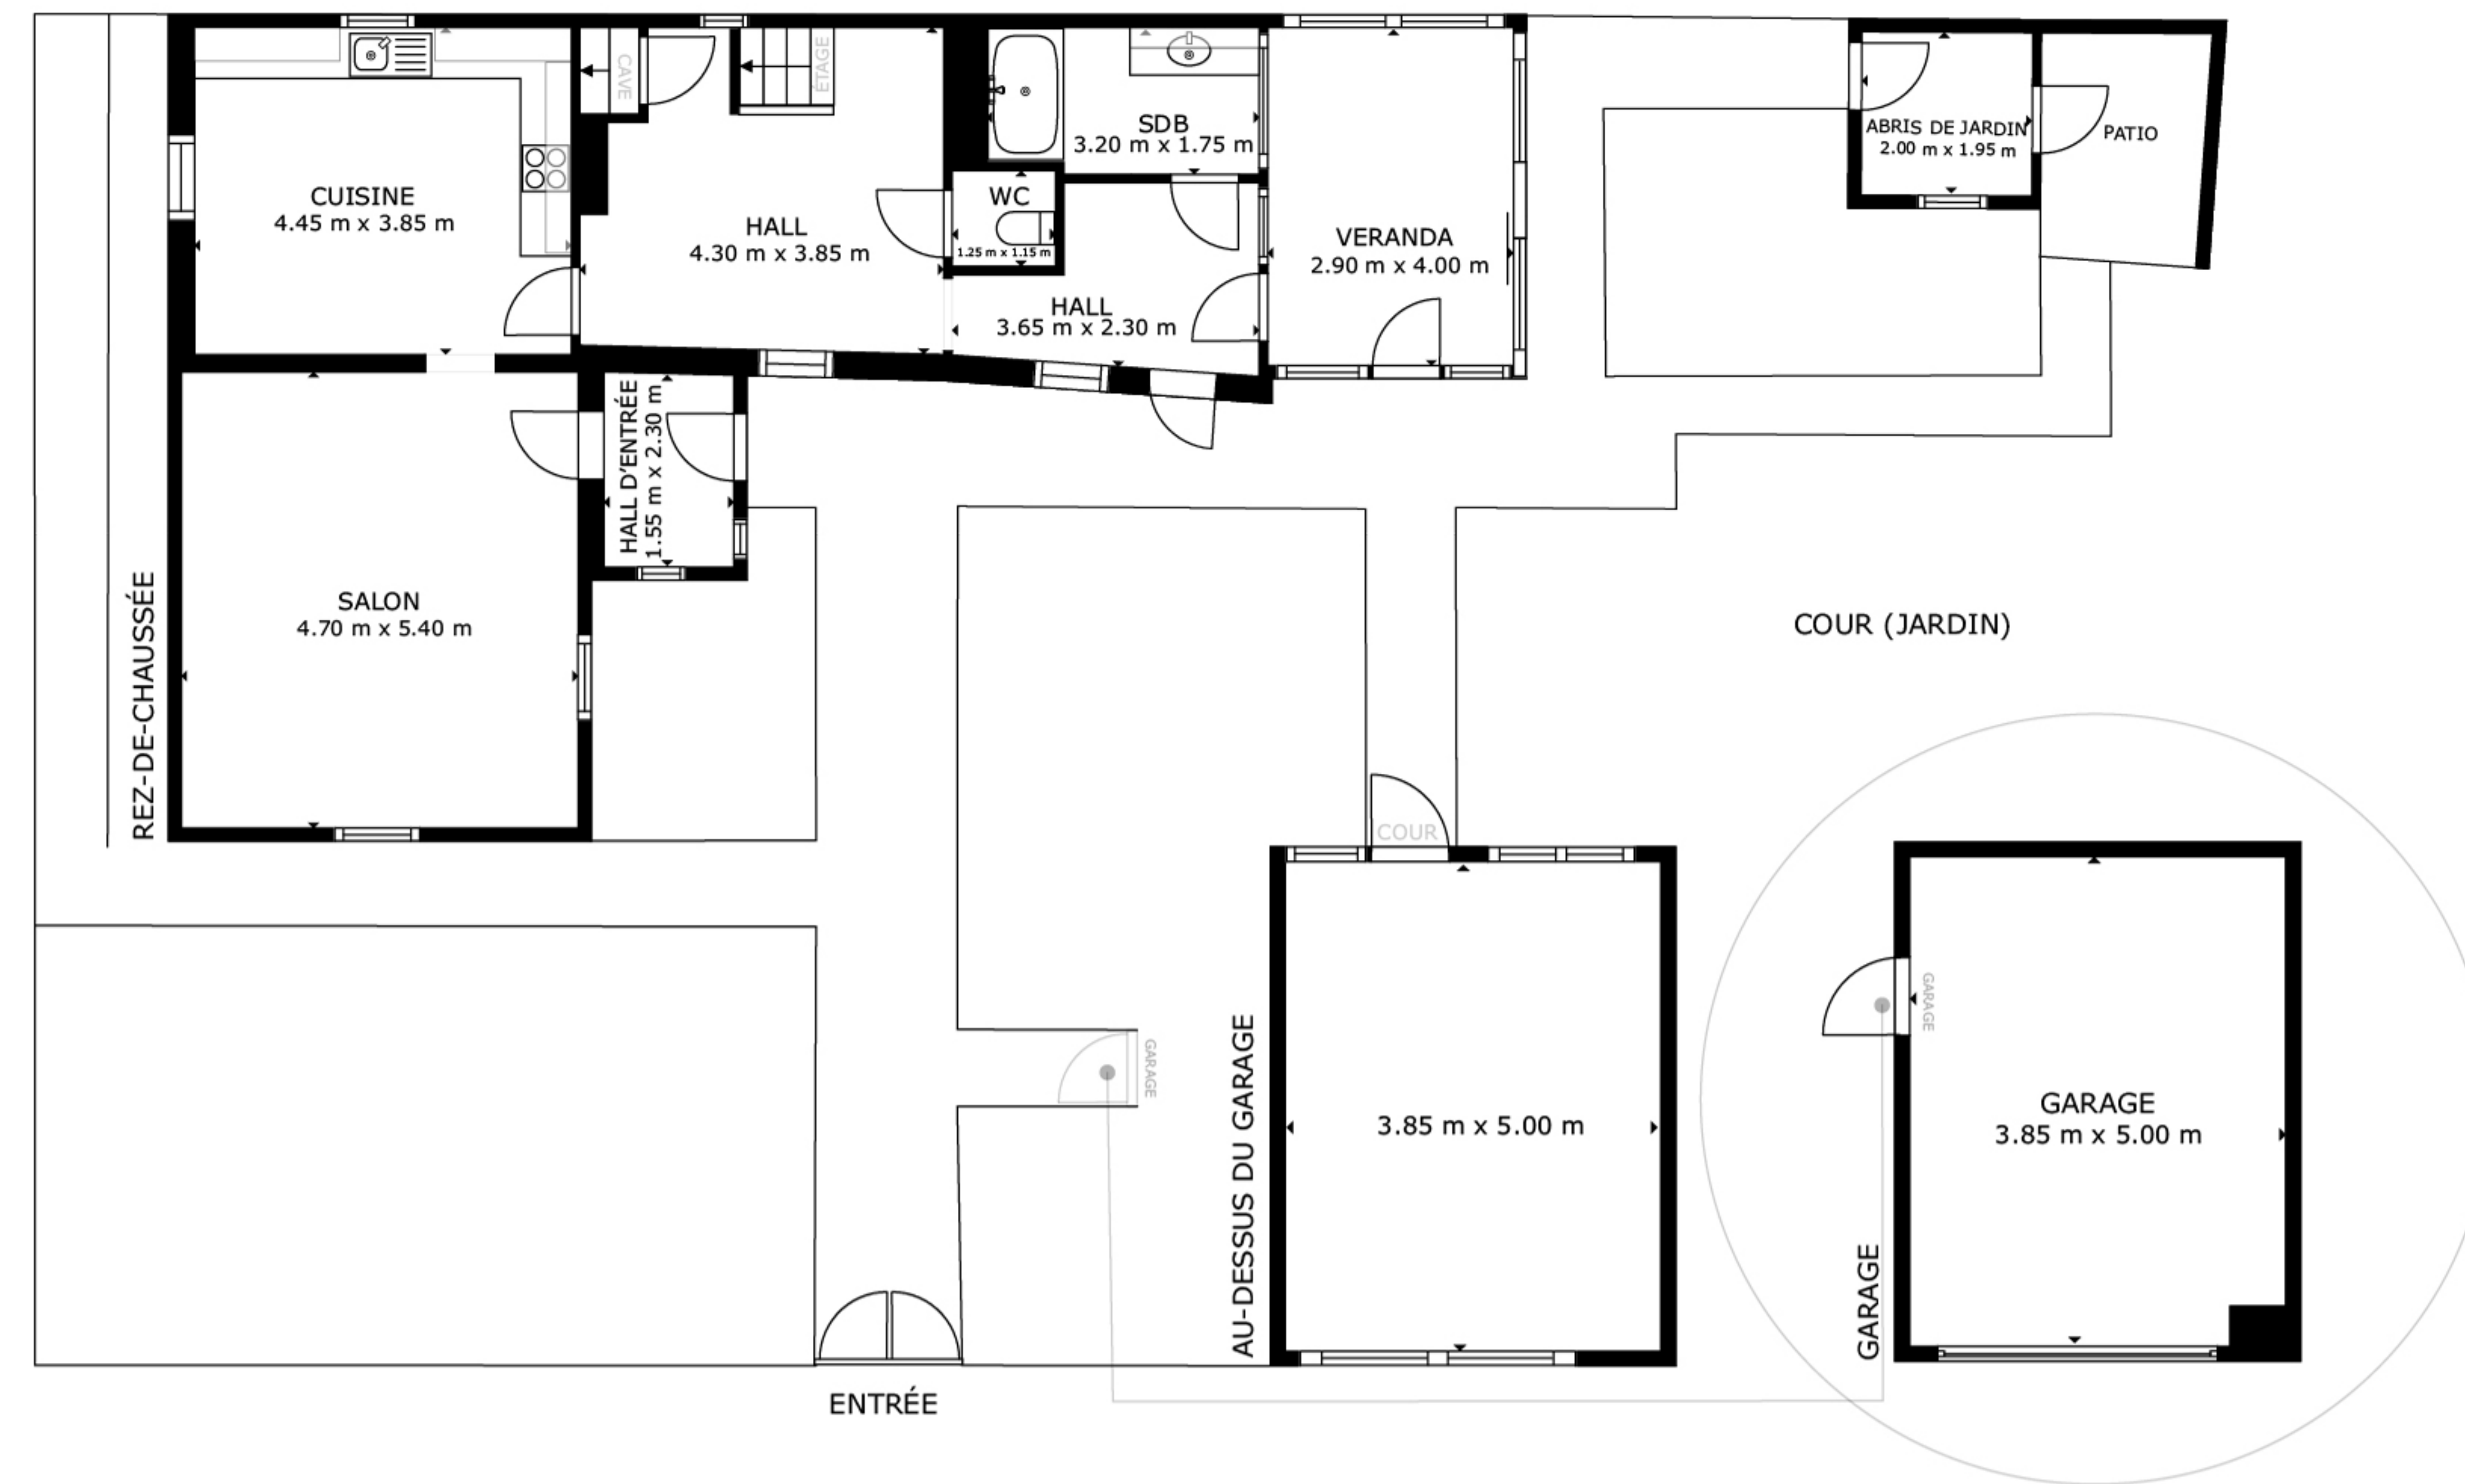 CAVE
ÉTAGE
CUISINE
4.45 m x 3.85 m
HALL
4.30 m x 3.85 m
SDB
3.20 m x 1.75 m
WC
1.25 m x 1.15 m
HALL
3.65 m x 2.30 m
VERANDA
2.90 m x 4.00 m
ABRIS DE JARDIN
2.00 m x 1.95 m
PATIO
HALL D'ENTRÉE
1.55 m x 2.30 m
REZ-DE-CHAUSSÉE
SALON
4.70 m x 5.40 m
COUR (JARDIN)
COUR
GARAGE
AU-DESSUS DU GARAGE
3.85 m x 5.00 m
GARAGE
GARAGE
3.85 m x 5.00 m
GARAGE
ENTRÉE